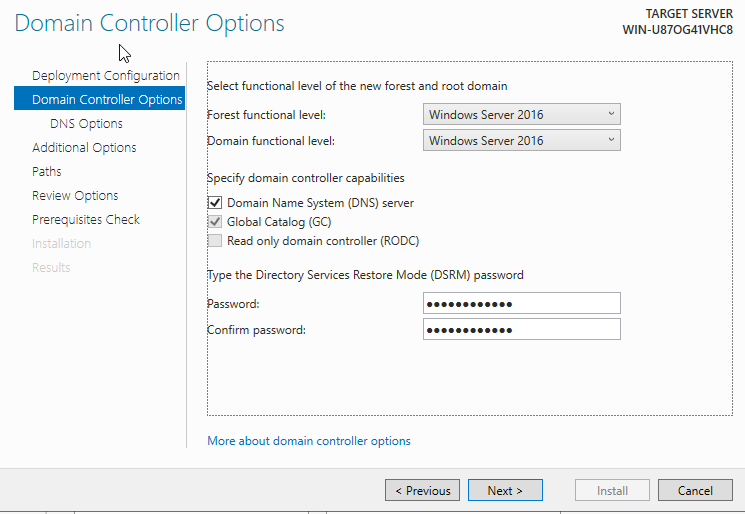 Domain Controller Options
TARGET SERVER
WIN-U87OG41VHC8
Deployment Configuration
Domain Controller Options
DNS Options
Additional Options
Paths
Review Options
Prerequisites Check
Installation
Results
Select functional level of the new forest and root domain
Forest functional level: Windows Server 2016
Domain functional level: Windows Server 2016
Specify domain controller capabilities
Domain Name System (DNS) server
Global Catalog (GC)
Read only domain controller (RODC)
Type the Directory Services Restore Mode (DSRM) password
Password: ●●●●●●●●●●●●
Confirm password: ●●●●●●●●●●●●
More about domain controller options
< Previous Next > Install Cancel